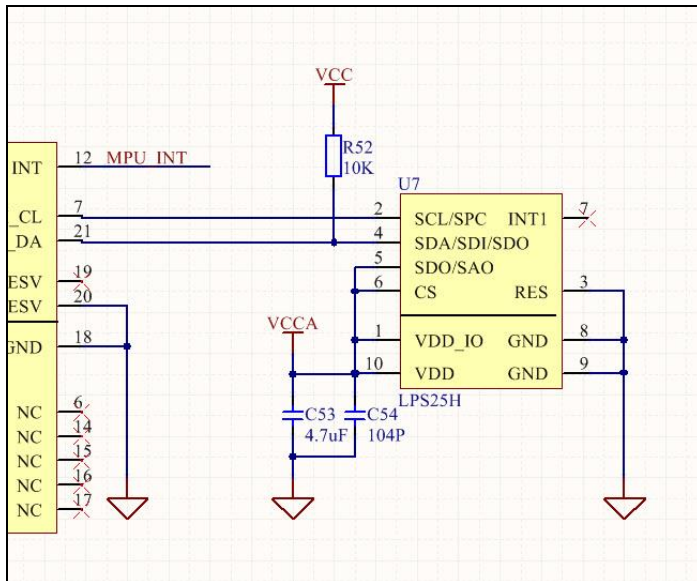 VCC
R52
10K
INT 12 MPU_INT
U7
_CL 7
2 SCL/SPC INT1 7
_DA 21
4 SDA/SDI/SDO
5 SDO/SAO
ESV 19
6 CS RES 3
ESV 20
VCCA
GND 18
1 VDD_IO GND 8
10 VDD GND 9
LPS25H
NC 6
C53
4.7uF
C54
104P
NC 14
NC 15
NC 16
NC 17